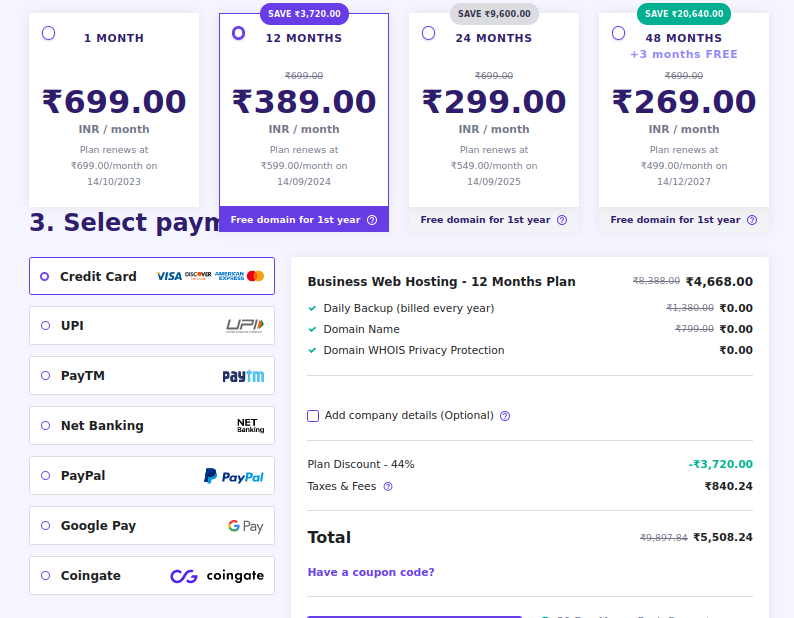 SAVE ₹3,720.00
SAVE ₹9,600.00
SAVE ₹20,640.00
1 MONTH
12 MONTHS
24 MONTHS
48 MONTHS
+3 months FREE
₹699.00
₹699.00
₹699.00
₹699.00
₹389.00
₹299.00
₹269.00
INR / month
INR / month
INR / month
INR / month
Plan renews at
₹699.00/month on
14/10/2023
Plan renews at
₹599.00/month on
14/09/2024
Plan renews at
₹549.00/month on
14/09/2025
Plan renews at
₹499.00/month on
14/12/2027
Free domain for 1st year
Free domain for 1st year
Free domain for 1st year
3. Select paym
Credit Card VISA DISCOVER AMERICAN EXPRESS
UPI UPI
PayTM paytm
Net Banking NET Banking
PayPal PayPal
Google Pay G Pay
Coingate coingate
Business Web Hosting - 12 Months Plan ₹8,388.00 ₹4,668.00
Daily Backup (billed every year) ₹1,380.00 ₹0.00
Domain Name ₹799.00 ₹0.00
Domain WHOIS Privacy Protection ₹0.00
Add company details (Optional)
Plan Discount - 44% -₹3,720.00
Taxes & Fees ₹840.24
Total ₹9,897.84 ₹5,508.24
Have a coupon code?